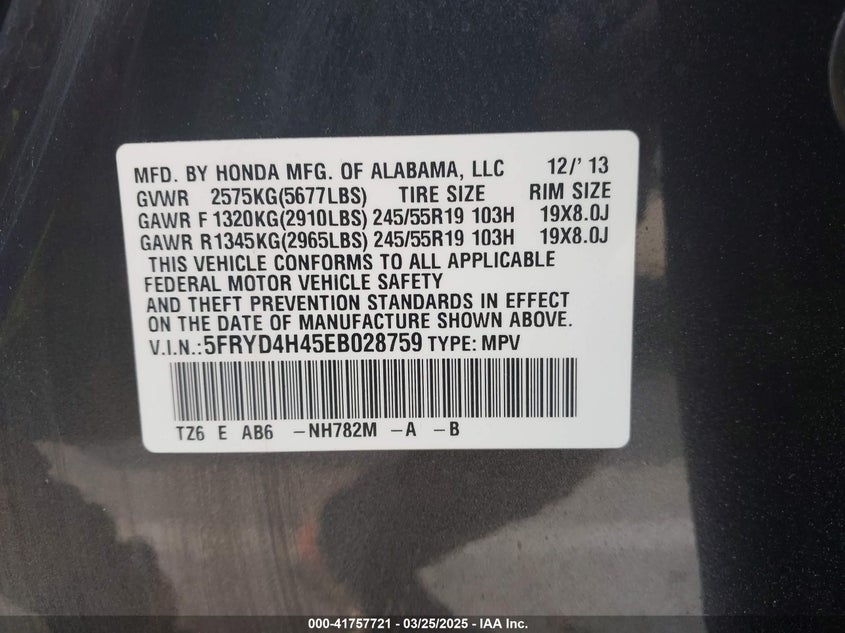 MFD. BY HONDA MFG. OF ALABAMA, LLC 12/' 13
GVWR 2575KG(5677LBS) TIRE SIZE RIM SIZE
GAWR F 1320KG(2910LBS) 245/55R19 103H 19X8.0J
GAWR R1345KG(2965LBS) 245/55R19 103H 19X8.0J
THIS VEHICLE CONFORMS TO ALL APPLICABLE
FEDERAL MOTOR VEHICLE SAFETY
AND THEFT PREVENTION STANDARDS IN EFFECT
ON THE DATE OF MANUFACTURE SHOWN ABOVE.
V.I.N.:5FRYD4H45EB028759 TYPE: MPV
TZ6 E AB6 -NH782M -A -B
000-41757721 - 03/25/2025 - IAA Inc.